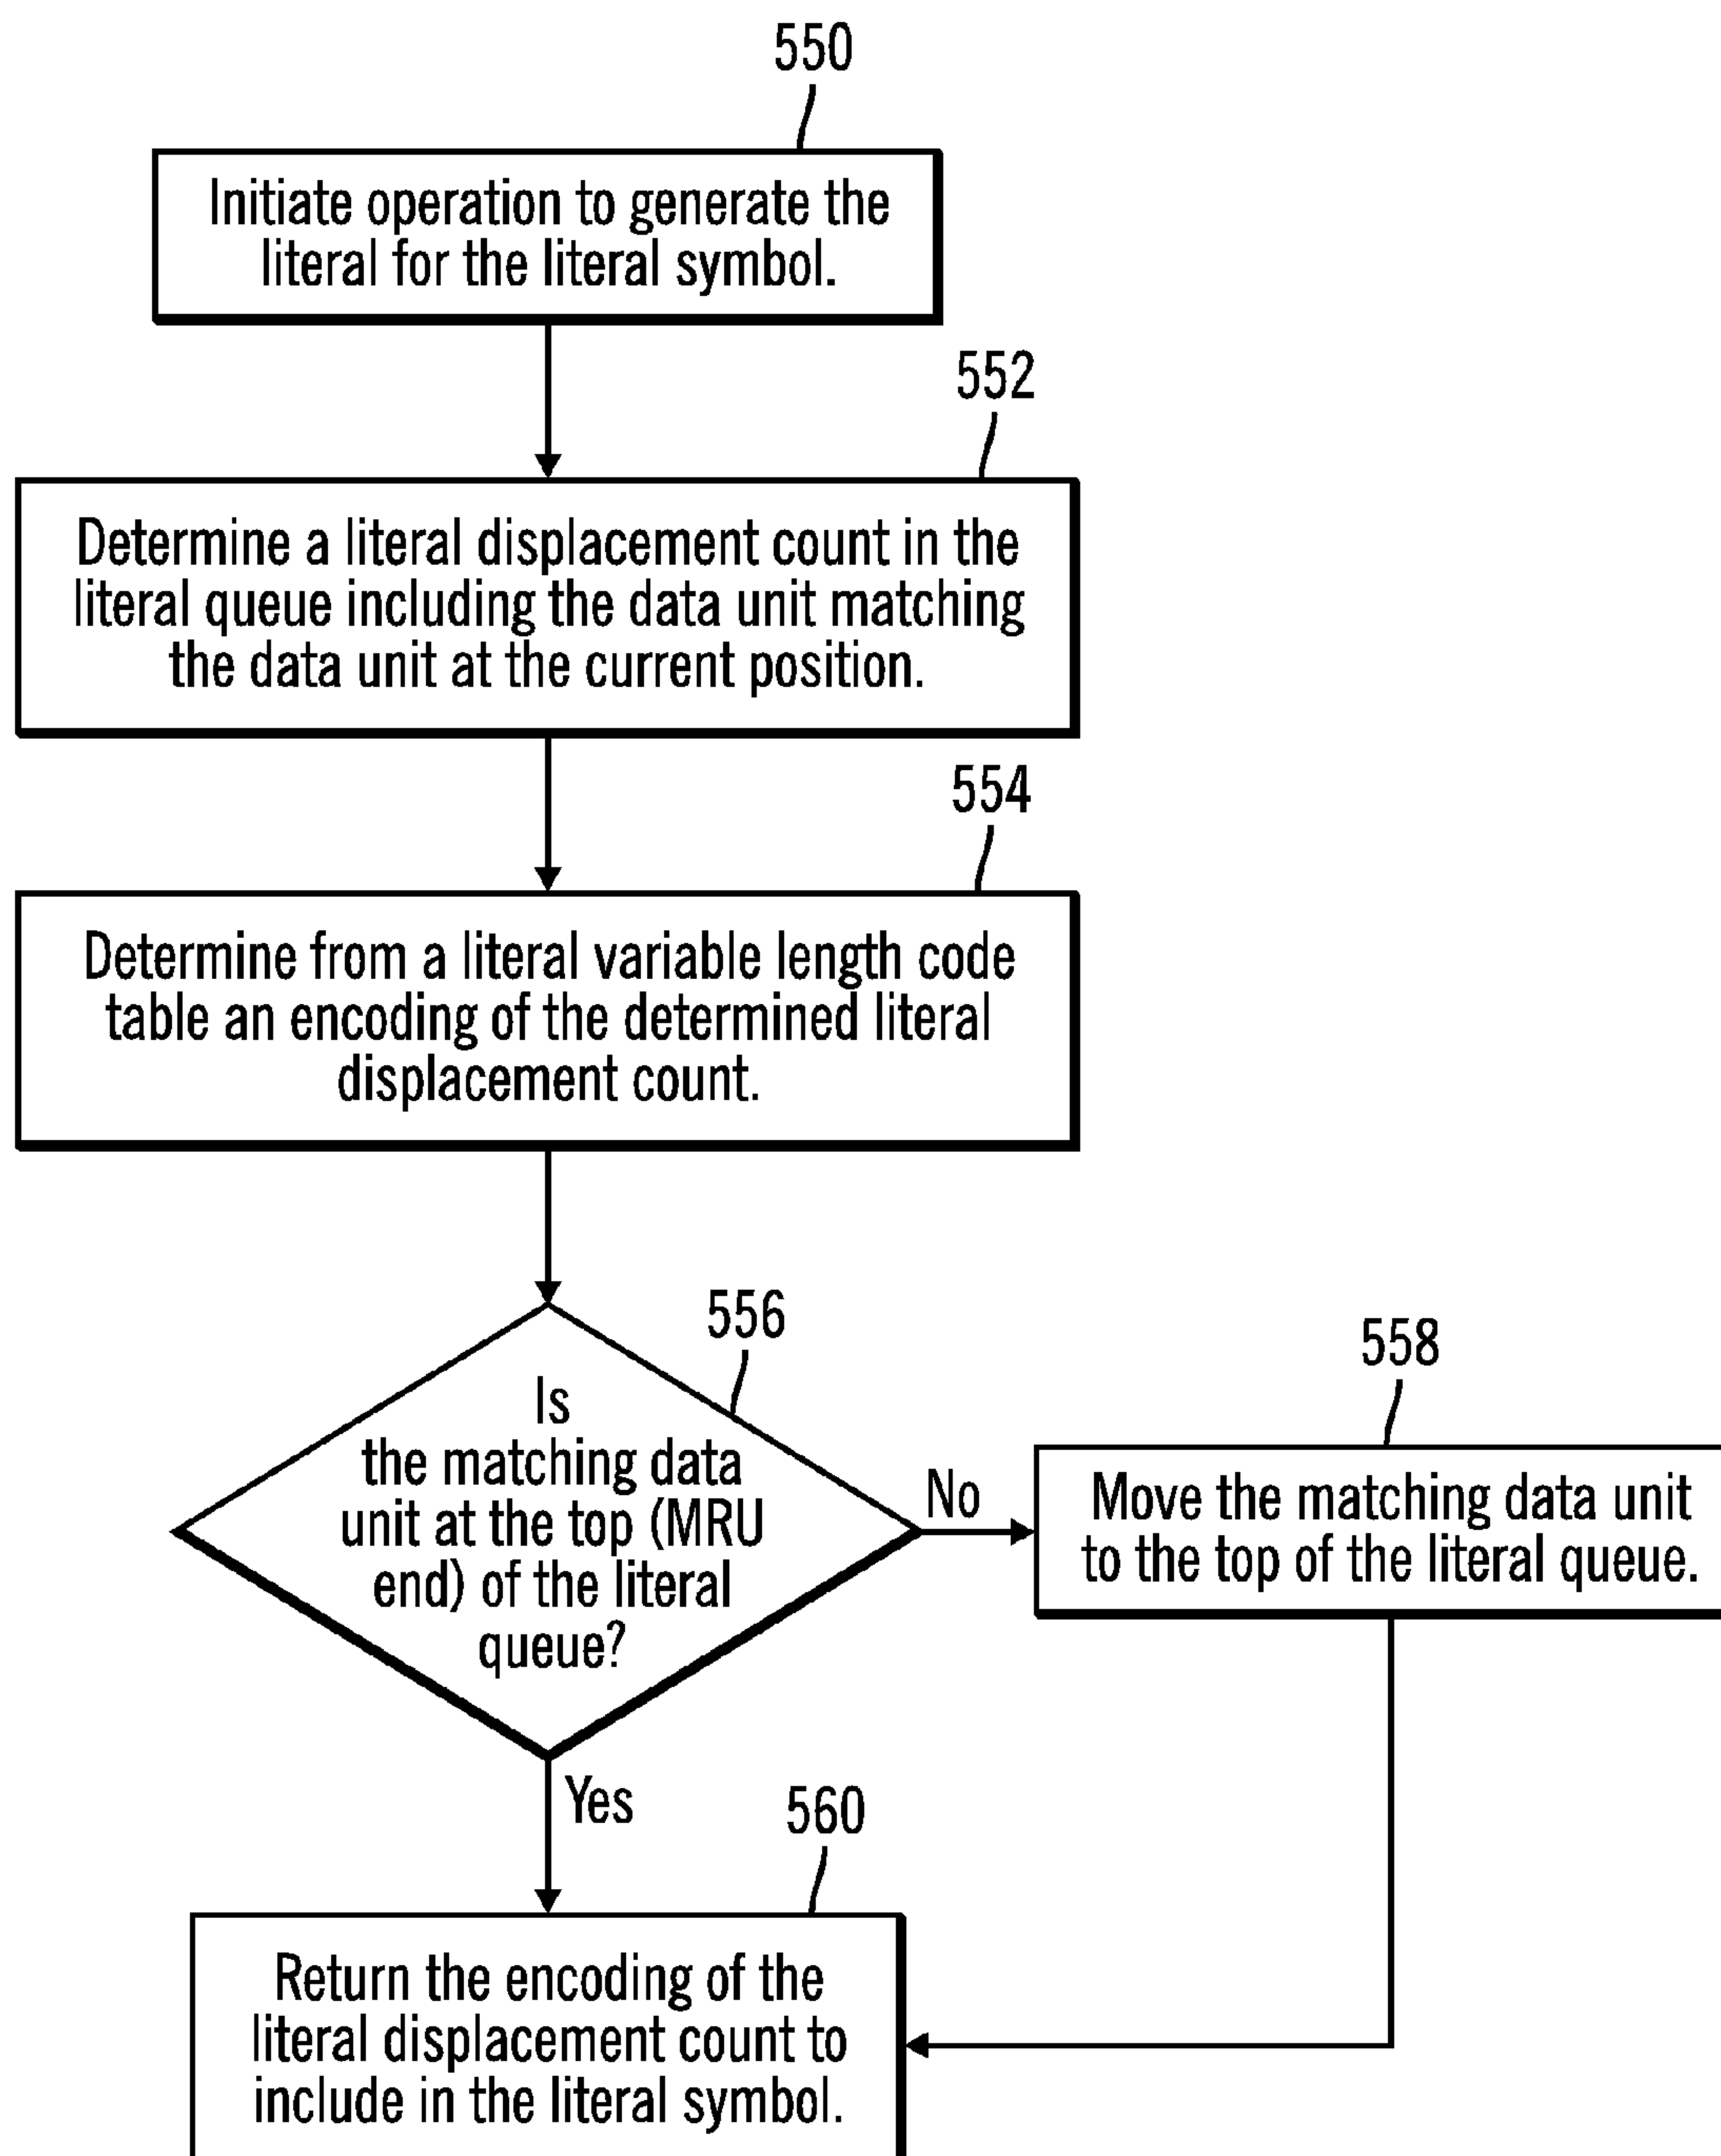 550
Initiate operation to generate the
literal for the literal symbol.
552
Determine a literal displacement count in the
literal queue including the data unit matching
the data unit at the current position.
554
Determine from a literal variable length code
table an encoding of the determined literal
displacement count.
556
Is
the matching data
unit at the top (MRU
end) of the literal
queue?
No
558
Move the matching data unit
to the top of the literal queue.
Yes
560
Return the encoding of the
literal displacement count to
include in the literal symbol.